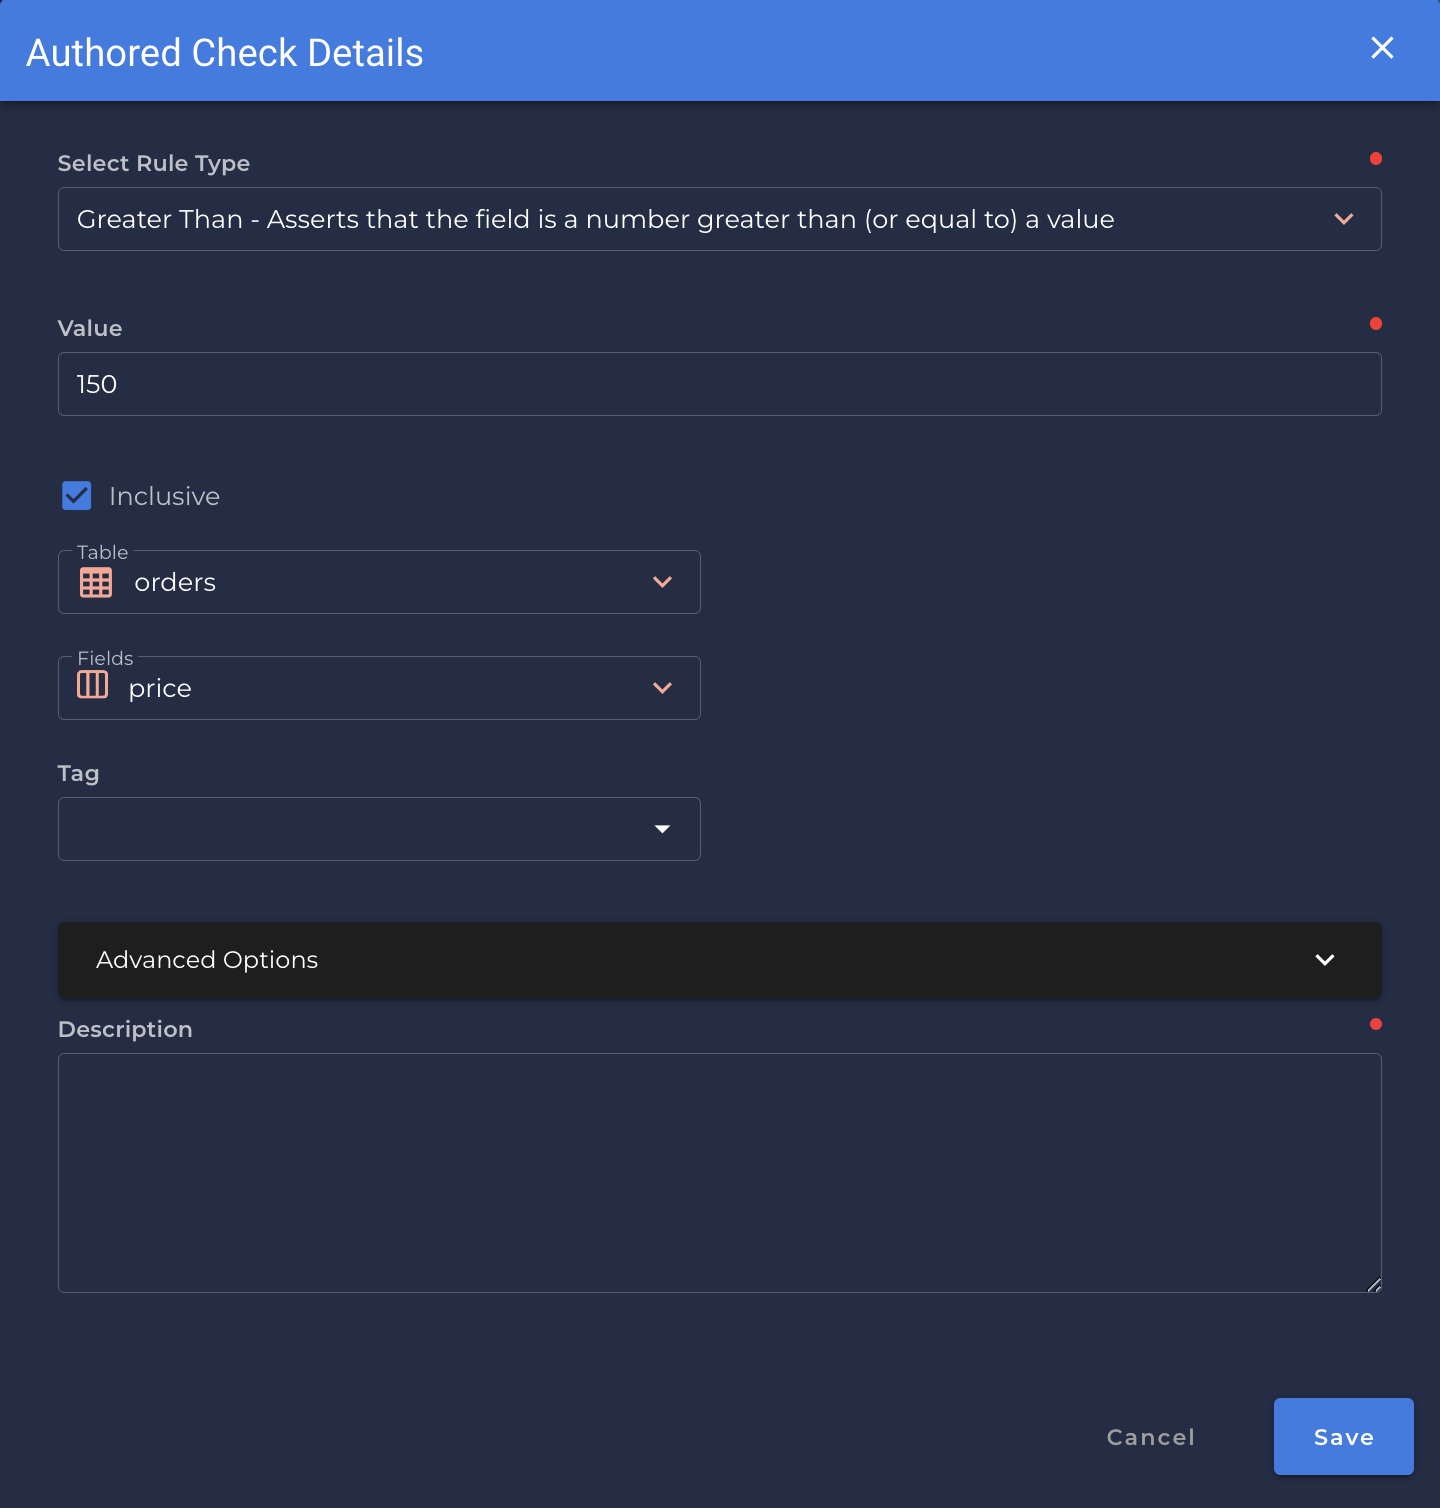 Authored Check Details
Select Rule Type
Greater Than - Asserts that the field is a number greater than (or equal to) a value
Value
150
Inclusive
Table
orders
Fields
price
Tag
Advanced Options
Description
Cancel
Save